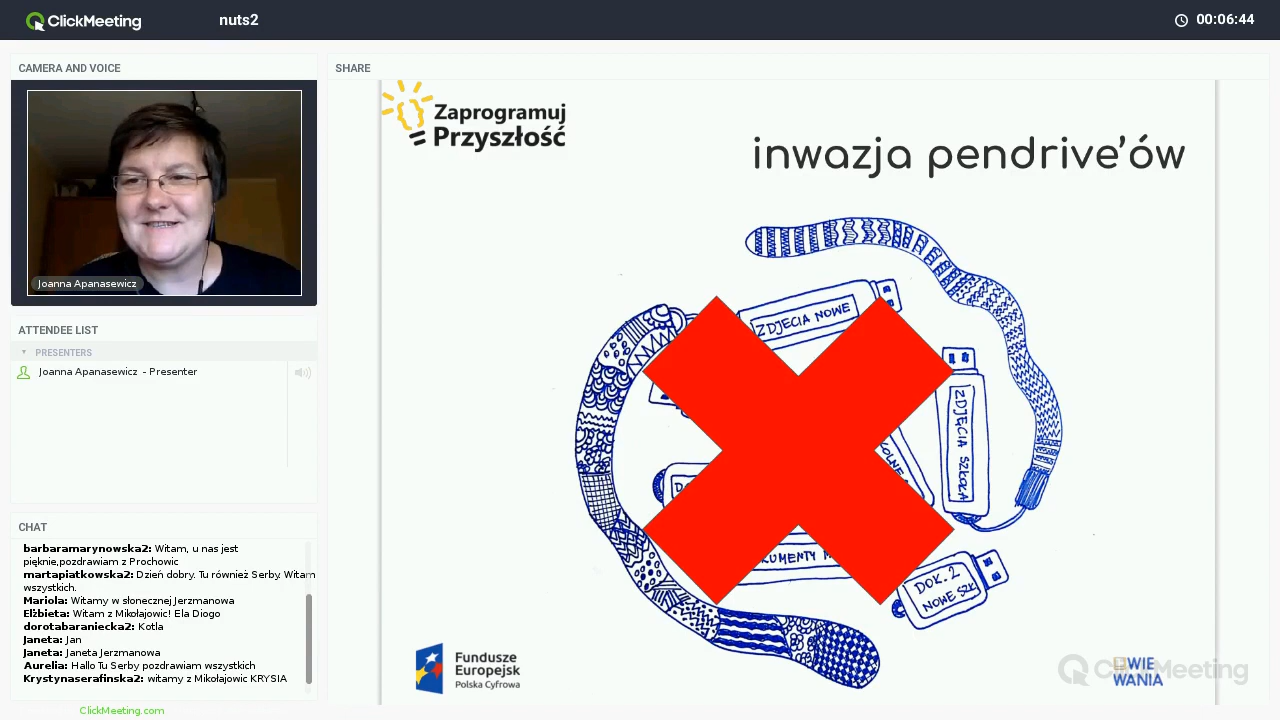 ClickMeeting
nuts2
00:06:44
CAMERA AND VOICE
Joanna Apanasewicz
ATTENDEE LIST
PRESENTERS
Joanna Apanasewicz - Presenter
CHAT
barbaramarynowska2: Witam, u nas jest
pięknie,pozdrawiam z Prochowic
martapiatkowska2: Dzień dobry. Tu również Serby. Witam
wszystkich.
Mariola: Witamy w słonecznej Jerzmanowa
Elżbieta: Witam z Mikołajowic! Ela Diogo
dorotabaraniecka2: Kotla
Janeta: Jan
Janeta: Janeta Jerzmanowa
Aurelia: Hallo Tu Serby pozdrawiam wszystkich
Krystynaserafinska2: witamy z Mikołajowic KRYSIA
ClickMeeting.com
SHARE
Zaprogramuj
Przyszłość
inwazja pendrive'ów
ZDJĘCIA NOWE
ZDJĘCIA SZKOŁA
DOK. 2
NOWE SZK
Fundusze
Europejskie
Polska Cyfrowa
ClickMeeting
WIE
WANIA